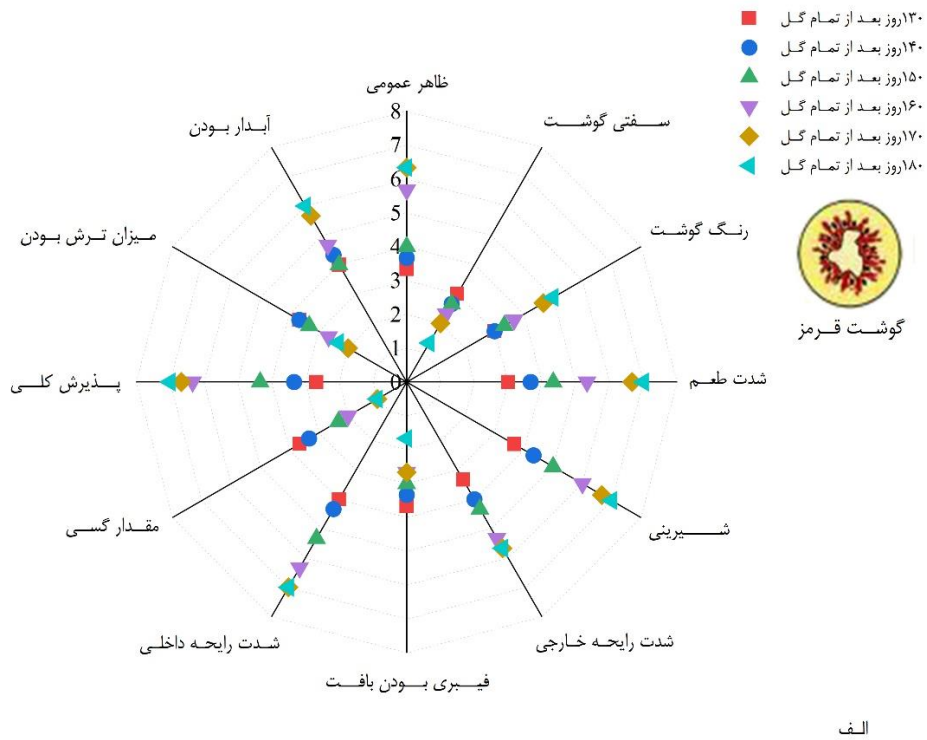 ۱۳۰روز بعد از تمام گل
۱۴۰روز بعد از تمام گل
۱۵۰روز بعد از تمام گل
۱۶۰روز بعد از تمام گل
۱۷۰روز بعد از تمام گل
۱۸۰روز بعد از تمام گل
گوشت قرمز
ظاهر عمومی
سفتی گوشت
رنگ گوشت
شدت طعم
شیرینی
شدت رایحه خارجی
فیبری بودن بافت
شدت رایحه داخلی
مقدار گسی
پذیرش کلی
میزان ترش بودن
آبدار بودن
8
7
6
5
4
3
2
1
0
الف